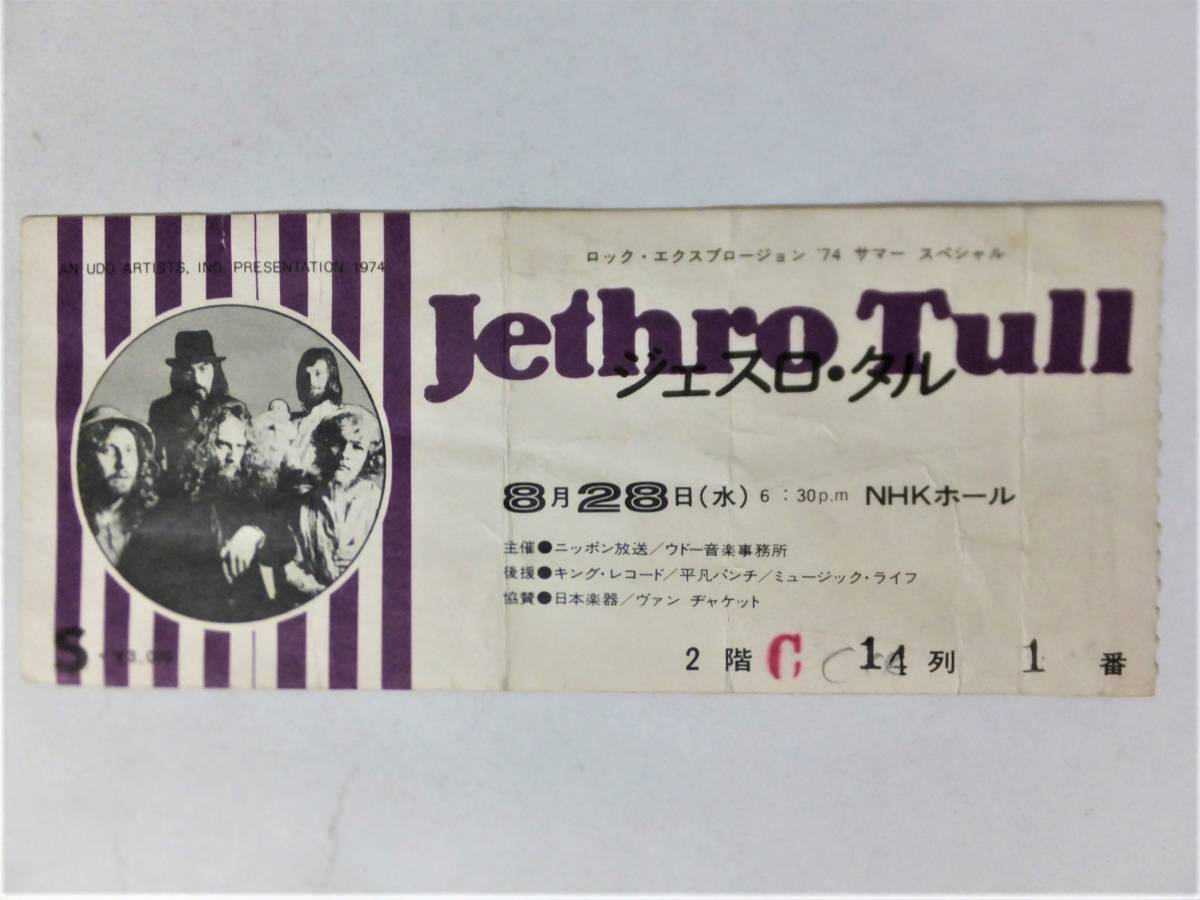 AN UDO ARTISTS, INC. PRESENTATION 1974
ロック・エクスプロージョン '74 サマー スペシャル
Jethro Tull
ジェスロ・タル
8月28日(水) 6:30p.m NHKホール
主催●ニッポン放送/ウドー音楽事務所
後援●キング・レコード/平凡パンチ/ミュージック・ライフ
協賛●日本楽器/ヴァン ヂャケット
S・¥3,000
2階 C 14列 1番